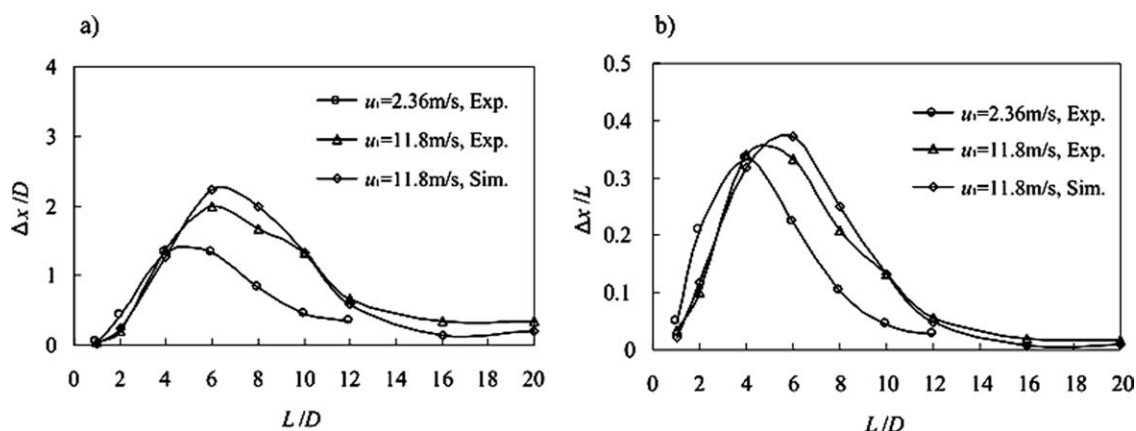 a)
4
3
2
1
0
Δx/D
u₁=2.36m/s, Exp.
u₁=11.8m/s, Exp.
u₁=11.8m/s, Sim.
0 2 4 6 8 10 12 14 16 18 20
L/D
b)
0.5
0.4
0.3
0.2
0.1
0
Δx/L
u₁=2.36m/s, Exp.
u₁=11.8m/s, Exp.
u₁=11.8m/s, Sim.
0 2 4 6 8 10 12 14 16 18 20
L/D